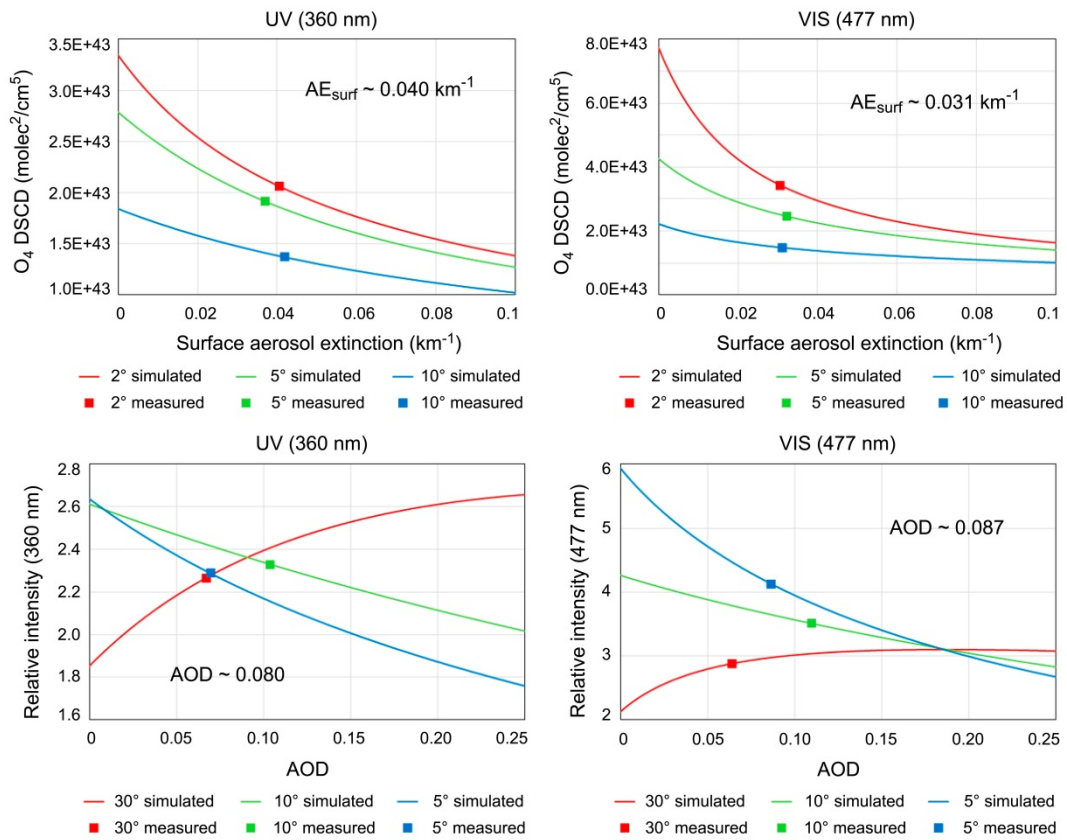 UV (360 nm)
3.5E+43
3.0E+43
2.5E+43
2.0E+43
1.5E+43
1.0E+43
O₄ DSCD (molec²/cm⁵)
AEsurf ~ 0.040 km⁻¹
0 0.02 0.04 0.06 0.08 0.1
Surface aerosol extinction (km⁻¹)
2° simulated 5° simulated 10° simulated
2° measured 5° measured 10° measured
VIS (477 nm)
8.0E+43
6.0E+43
4.0E+43
2.0E+43
0.0E+43
O₄ DSCD (molec²/cm⁵)
AEsurf ~ 0.031 km⁻¹
0 0.02 0.04 0.06 0.08 0.1
Surface aerosol extinction (km⁻¹)
2° simulated 5° simulated 10° simulated
2° measured 5° measured 10° measured
UV (360 nm)
2.8
2.6
2.4
2.2
2.0
1.8
1.6
Relative intensity (360 nm)
AOD ~ 0.080
0 0.05 0.10 0.15 0.20 0.25
AOD
30° simulated 10° simulated 5° simulated
30° measured 10° measured 5° measured
VIS (477 nm)
6
5
4
3
2
Relative intensity (477 nm)
AOD ~ 0.087
0 0.05 0.10 0.15 0.20 0.25
AOD
30° simulated 10° simulated 5° simulated
30° measured 10° measured 5° measured